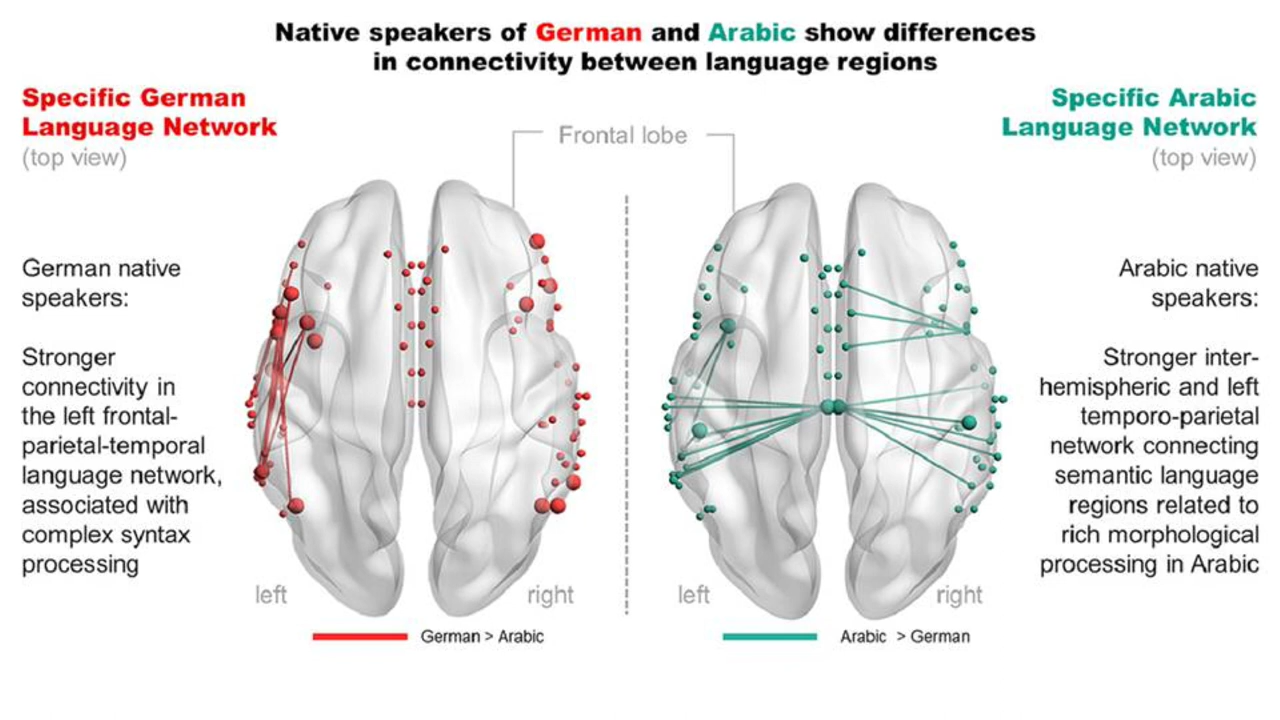 Native speakers of German and Arabic show differences
in connectivity between language regions
Specific German
Language Network
(top view)
Frontal lobe
Specific Arabic
Language Network
(top view)
German native
speakers:
Stronger
connectivity in
the left frontal-
parietal-temporal
language network,
associated with
complex syntax
processing
Arabic native
speakers:
Stronger inter-
hemispheric and left
temporo-parietal
network connecting
semantic language
regions related to
rich morphological
processing in Arabic
left
right
left
right
German > Arabic
Arabic > German